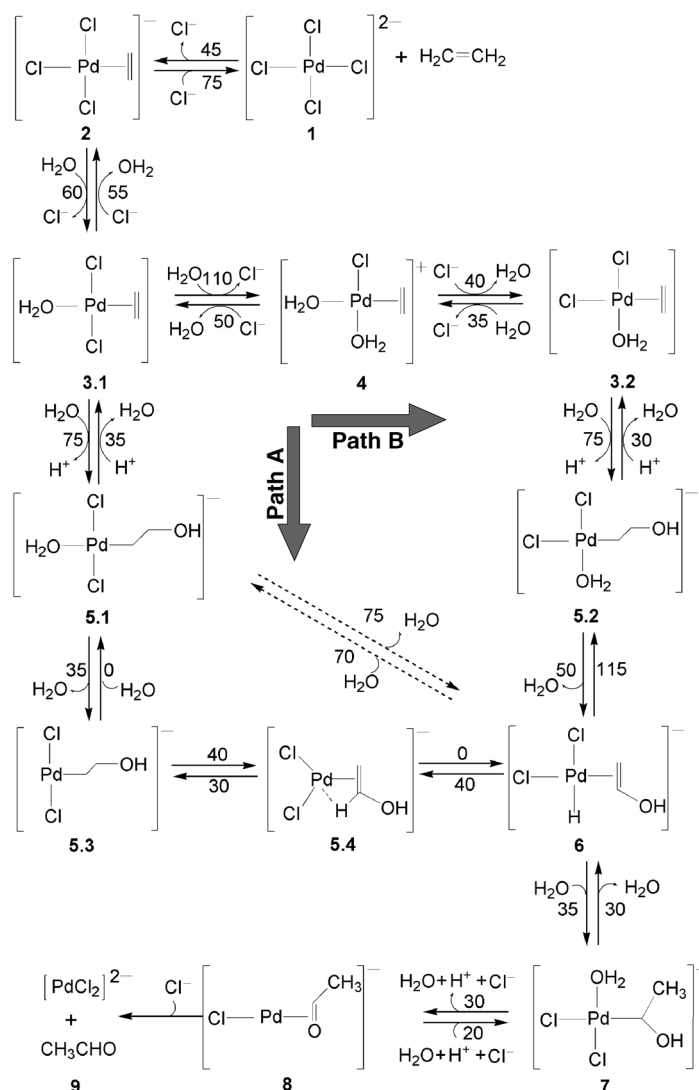 Cl Cl⁻ Cl 2−
Cl Pd ‖ − 45 Cl Pd Cl + H₂C=CH₂
Cl 75 Cl⁻ Cl
2 1
H₂O OH₂
60 55
Cl⁻ Cl⁻
Cl H₂O 110 Cl⁻ Cl + Cl⁻ 40 H₂O Cl
H₂O Pd H₂O Pd Cl Pd
Cl H₂O 50 Cl⁻ OH₂ Cl⁻ 35 H₂O OH₂
3.1 4 3.2
H₂O H₂O H₂O H₂O
75 35 75 30
H⁺ H⁺ H⁺ H⁺
Path B
Path A
Cl OH − Cl OH −
H₂O Pd Cl Pd
Cl OH₂
5.1 5.2
75 H₂O
70 H₂O
35 0 50 115
H₂O H₂O H₂O
Cl OH − 40 Cl Pd − 0 Cl −
Pd 30 Cl H OH 40 Cl Pd
Cl H OH
5.3 5.4 6
H₂O H₂O
35 30
[PdCl₂]2− Cl⁻ CH₃ − H₂O+H⁺+Cl⁻ OH₂ CH₃ −
+ Cl Pd O 30 Cl Pd
20 Cl OH
CH₃CHO H₂O+H⁺+Cl⁻
9 8 7